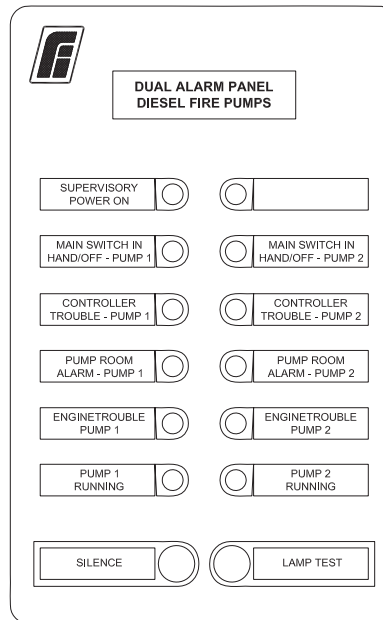 DUAL ALARM PANEL
DIESEL FIRE PUMPS
SUPERVISORY
POWER ON
MAIN SWITCH IN
HAND/OFF - PUMP 1
MAIN SWITCH IN
HAND/OFF - PUMP 2
CONTROLLER
TROUBLE - PUMP 1
CONTROLLER
TROUBLE - PUMP 2
PUMP ROOM
ALARM - PUMP 1
PUMP ROOM
ALARM - PUMP 2
ENGINETROUBLE
PUMP 1
ENGINETROUBLE
PUMP 2
PUMP 1
RUNNING
PUMP 2
RUNNING
SILENCE
LAMP TEST